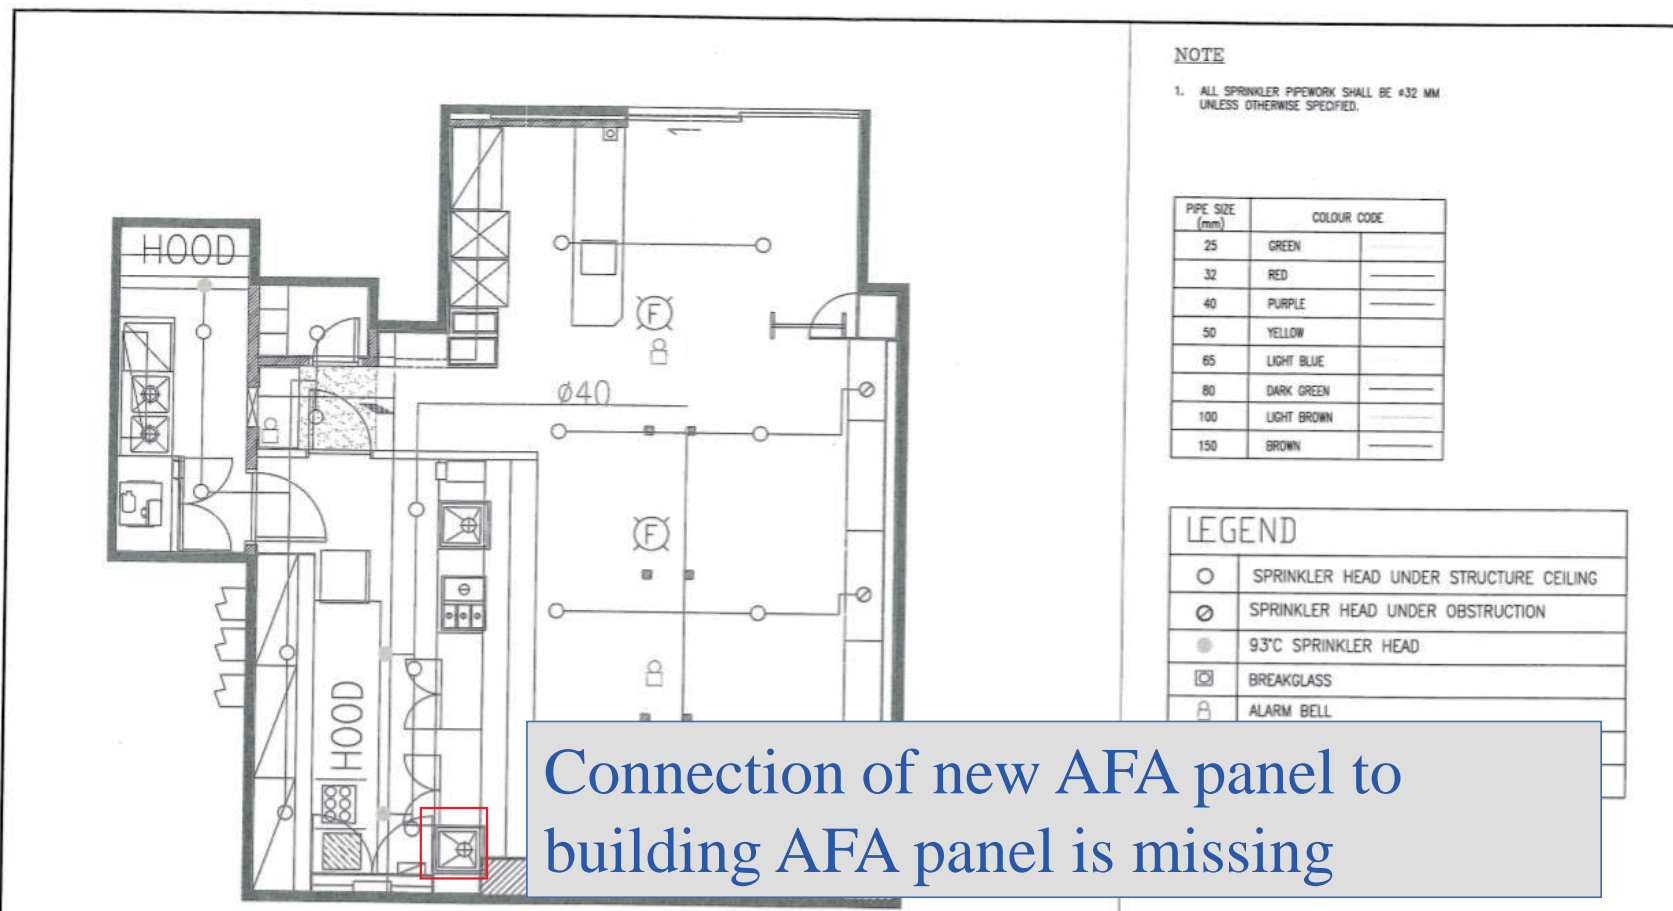 NOTE
1. ALL SPRINKLER PIPEWORK SHALL BE ø32 MM
UNLESS OTHERWISE SPECIFIED.
HOOD
F
ø40
F
HOOD
PIPE SIZE
(mm)
COLOUR CODE
25 GREEN
32 RED
40 PURPLE
50 YELLOW
65 LIGHT BLUE
80 DARK GREEN
100 LIGHT BROWN
150 BROWN
LEGEND
SPRINKLER HEAD UNDER STRUCTURE CEILING
SPRINKLER HEAD UNDER OBSTRUCTION
93°C SPRINKLER HEAD
BREAKGLASS
ALARM BELL
Connection of new AFA panel to
building AFA panel is missing